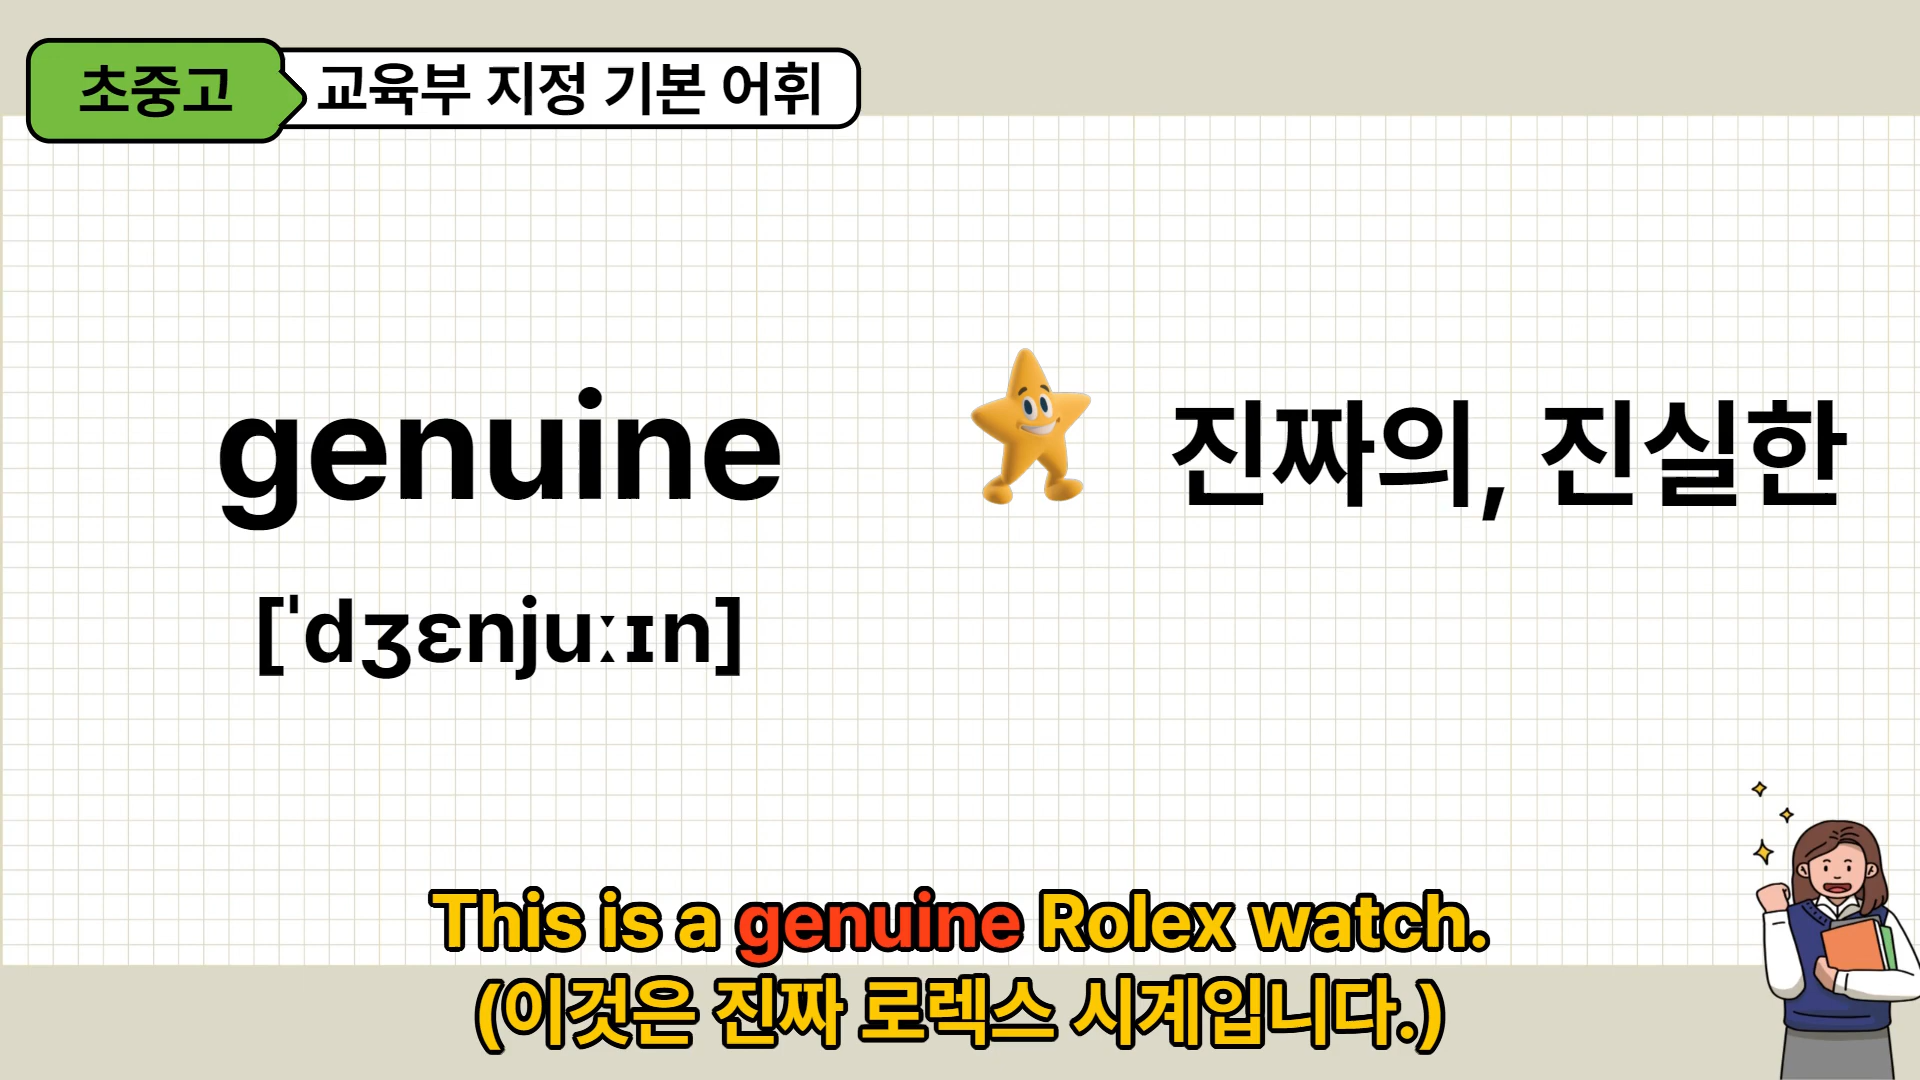 초중고
교육부 지정 기본 어휘
genuine
진짜의, 진실한
[ˈdʒɛnjuːɪn]
This is a genuine Rolex watch.
(이것은 진짜 로렉스 시계입니다.)